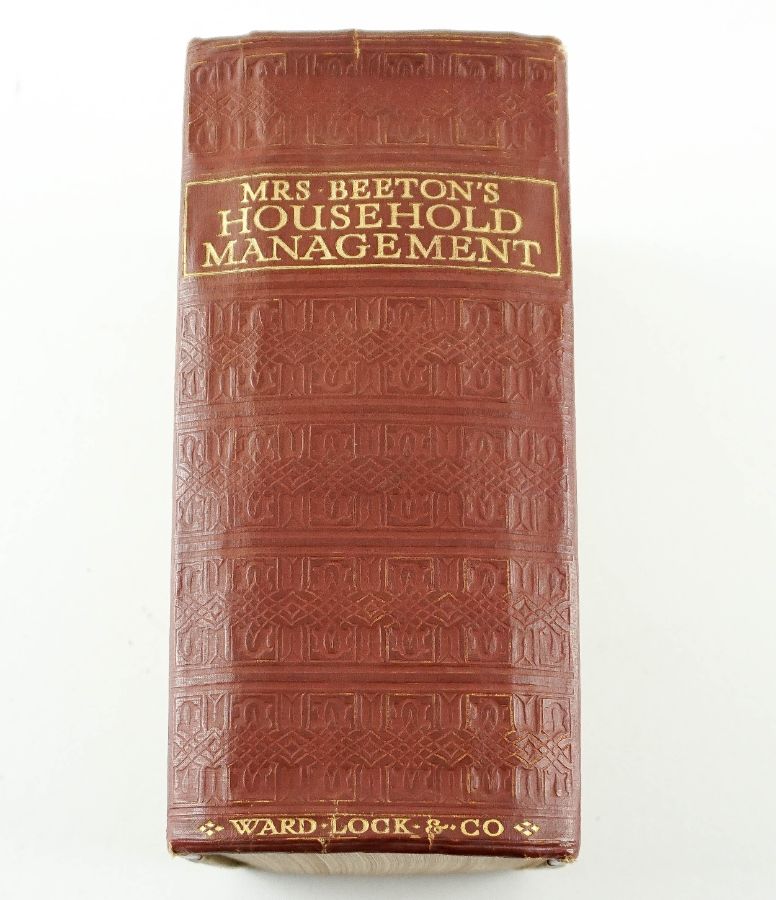 MRS·BEETON'S
HOUSEHOLD
MANAGEMENT
WARD·LOCK·&·CO